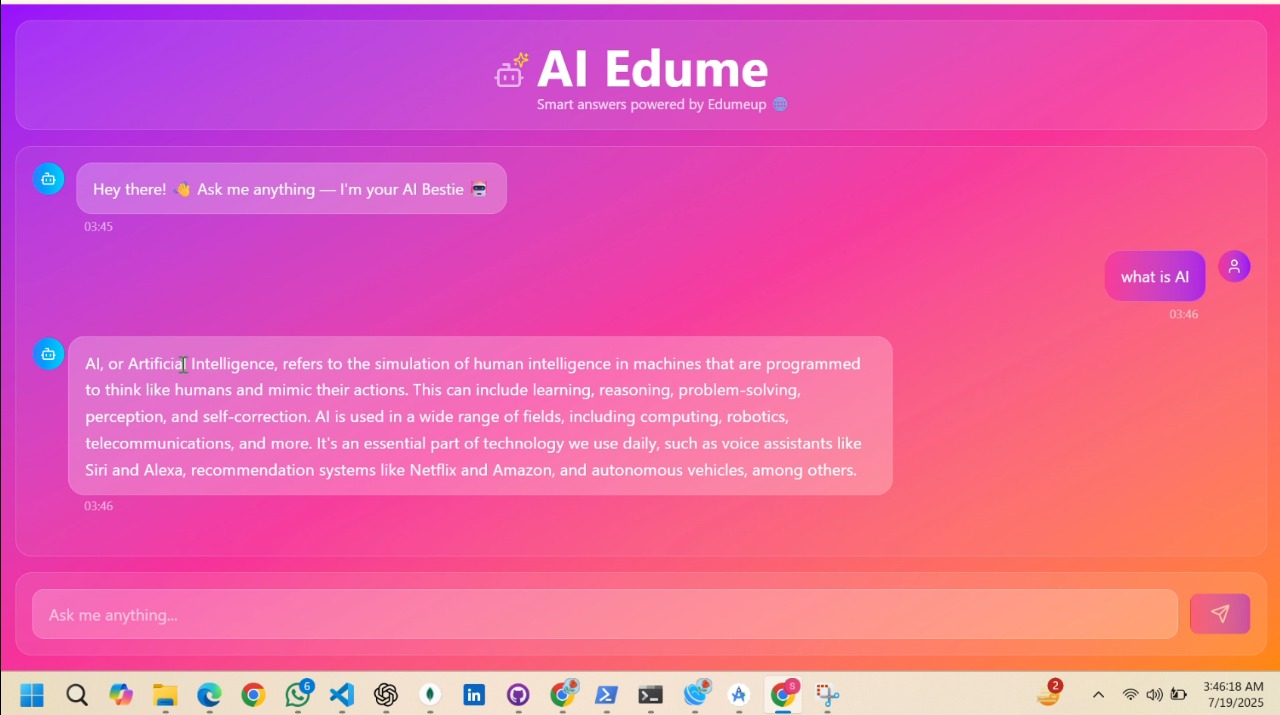 AI Edume
Smart answers powered by Edumeup
Hey there! 👋 Ask me anything — I'm your AI Bestie 🤖
03:45
what is AI
03:46
AI, or Artificial Intelligence, refers to the simulation of human intelligence in machines that are programmed
to think like humans and mimic their actions. This can include learning, reasoning, problem-solving,
perception, and self-correction. AI is used in a wide range of fields, including computing, robotics,
telecommunications, and more. It's an essential part of technology we use daily, such as voice assistants like
Siri and Alexa, recommendation systems like Netflix and Amazon, and autonomous vehicles, among others.
03:46
Ask me anything...
6
in
S
2
3:46:18 AM
7/19/2025